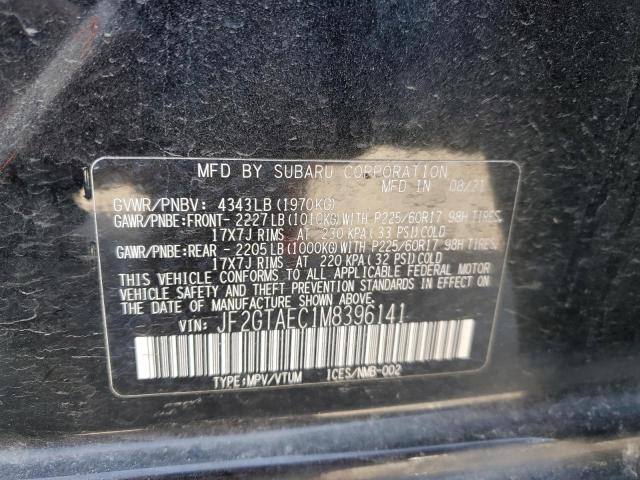 MFD BY SUBARU CORPORATION
MFD IN 08/21
GVWR/PNBV: 4343LB(1970KG)
GAWR/PNBE:FRONT- 2227LB(1010KG)WITH P225/60R17 98H TIRES,
17X7J RIMS AT 230 KPA( 33 PSI)COLD
GAWR/PNBE:REAR - 2205LB(1000KG)WITH P225/60R17 98H TIRES,
17X7J RIMS AT 220 KPA( 32 PSI)COLD
THIS VEHICLE CONFORMS TO ALL APPLICABLE FEDERAL MOTOR
VEHICLE SAFETY AND THEFT PREVENTION STANDARDS IN EFFECT ON
THE DATE OF MANUFACTURE SHOWN ABOVE.
VIN: JF2GTAEC1M8396141
TYPE:MPV/VTUM ICES/NMB-002